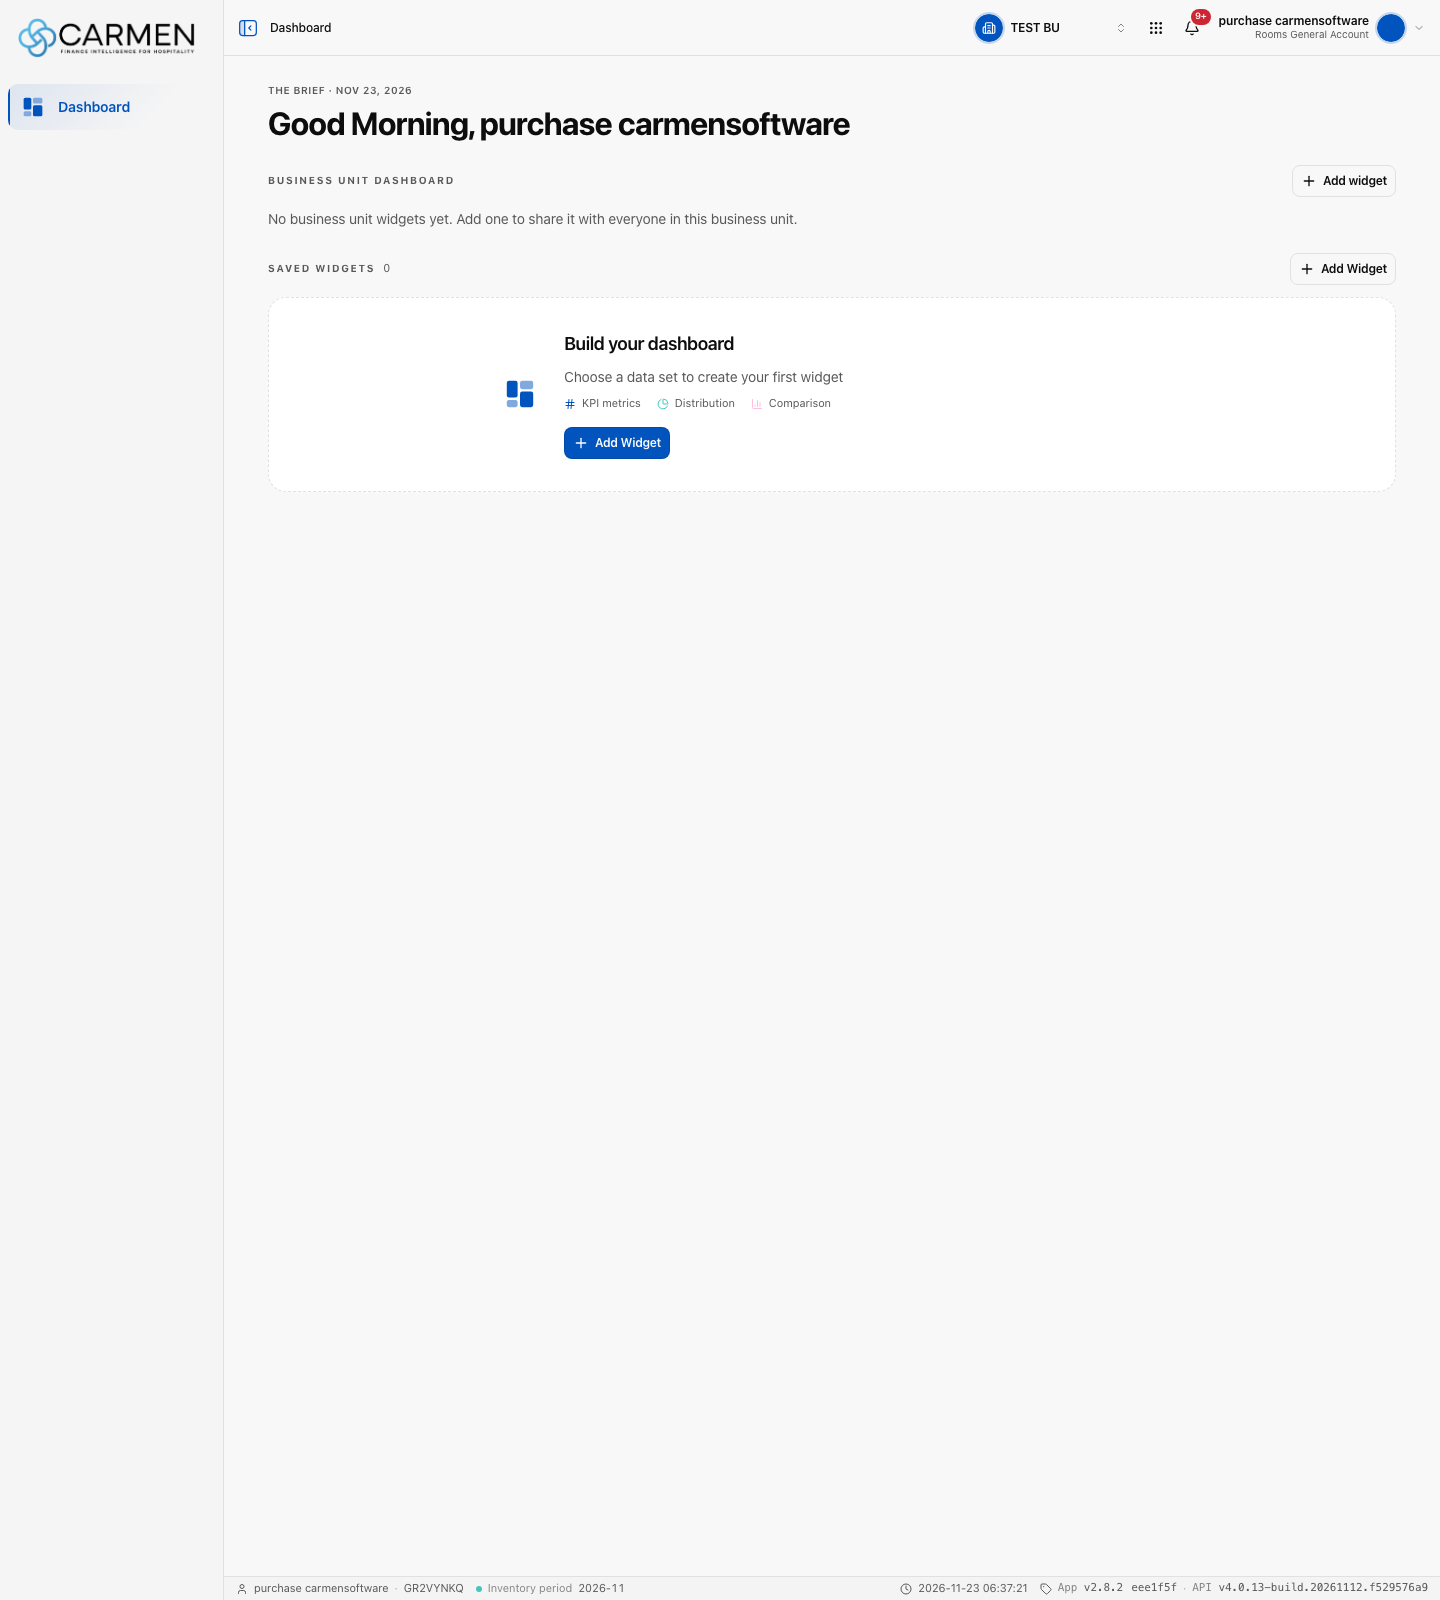 CARMEN
FINANCE INTELLIGENCE FOR HOSPITALITY
Dashboard
Dashboard
TEST BU
9+
purchase carmensoftware
Rooms General Account
THE BRIEF · NOV 23, 2026
Good Morning, purchase carmensoftware
BUSINESS UNIT DASHBOARD
Add widget
No business unit widgets yet. Add one to share it with everyone in this business unit.
SAVED WIDGETS 0
Add Widget
Build your dashboard
Choose a data set to create your first widget
KPI metrics Distribution Comparison
Add Widget
purchase carmensoftware · GR2VYNKQ Inventory period 2026-11
2026-11-23 06:37:21 App v2.8.2 eee1f5f · API v4.0.13-build.20261112.f529576a9